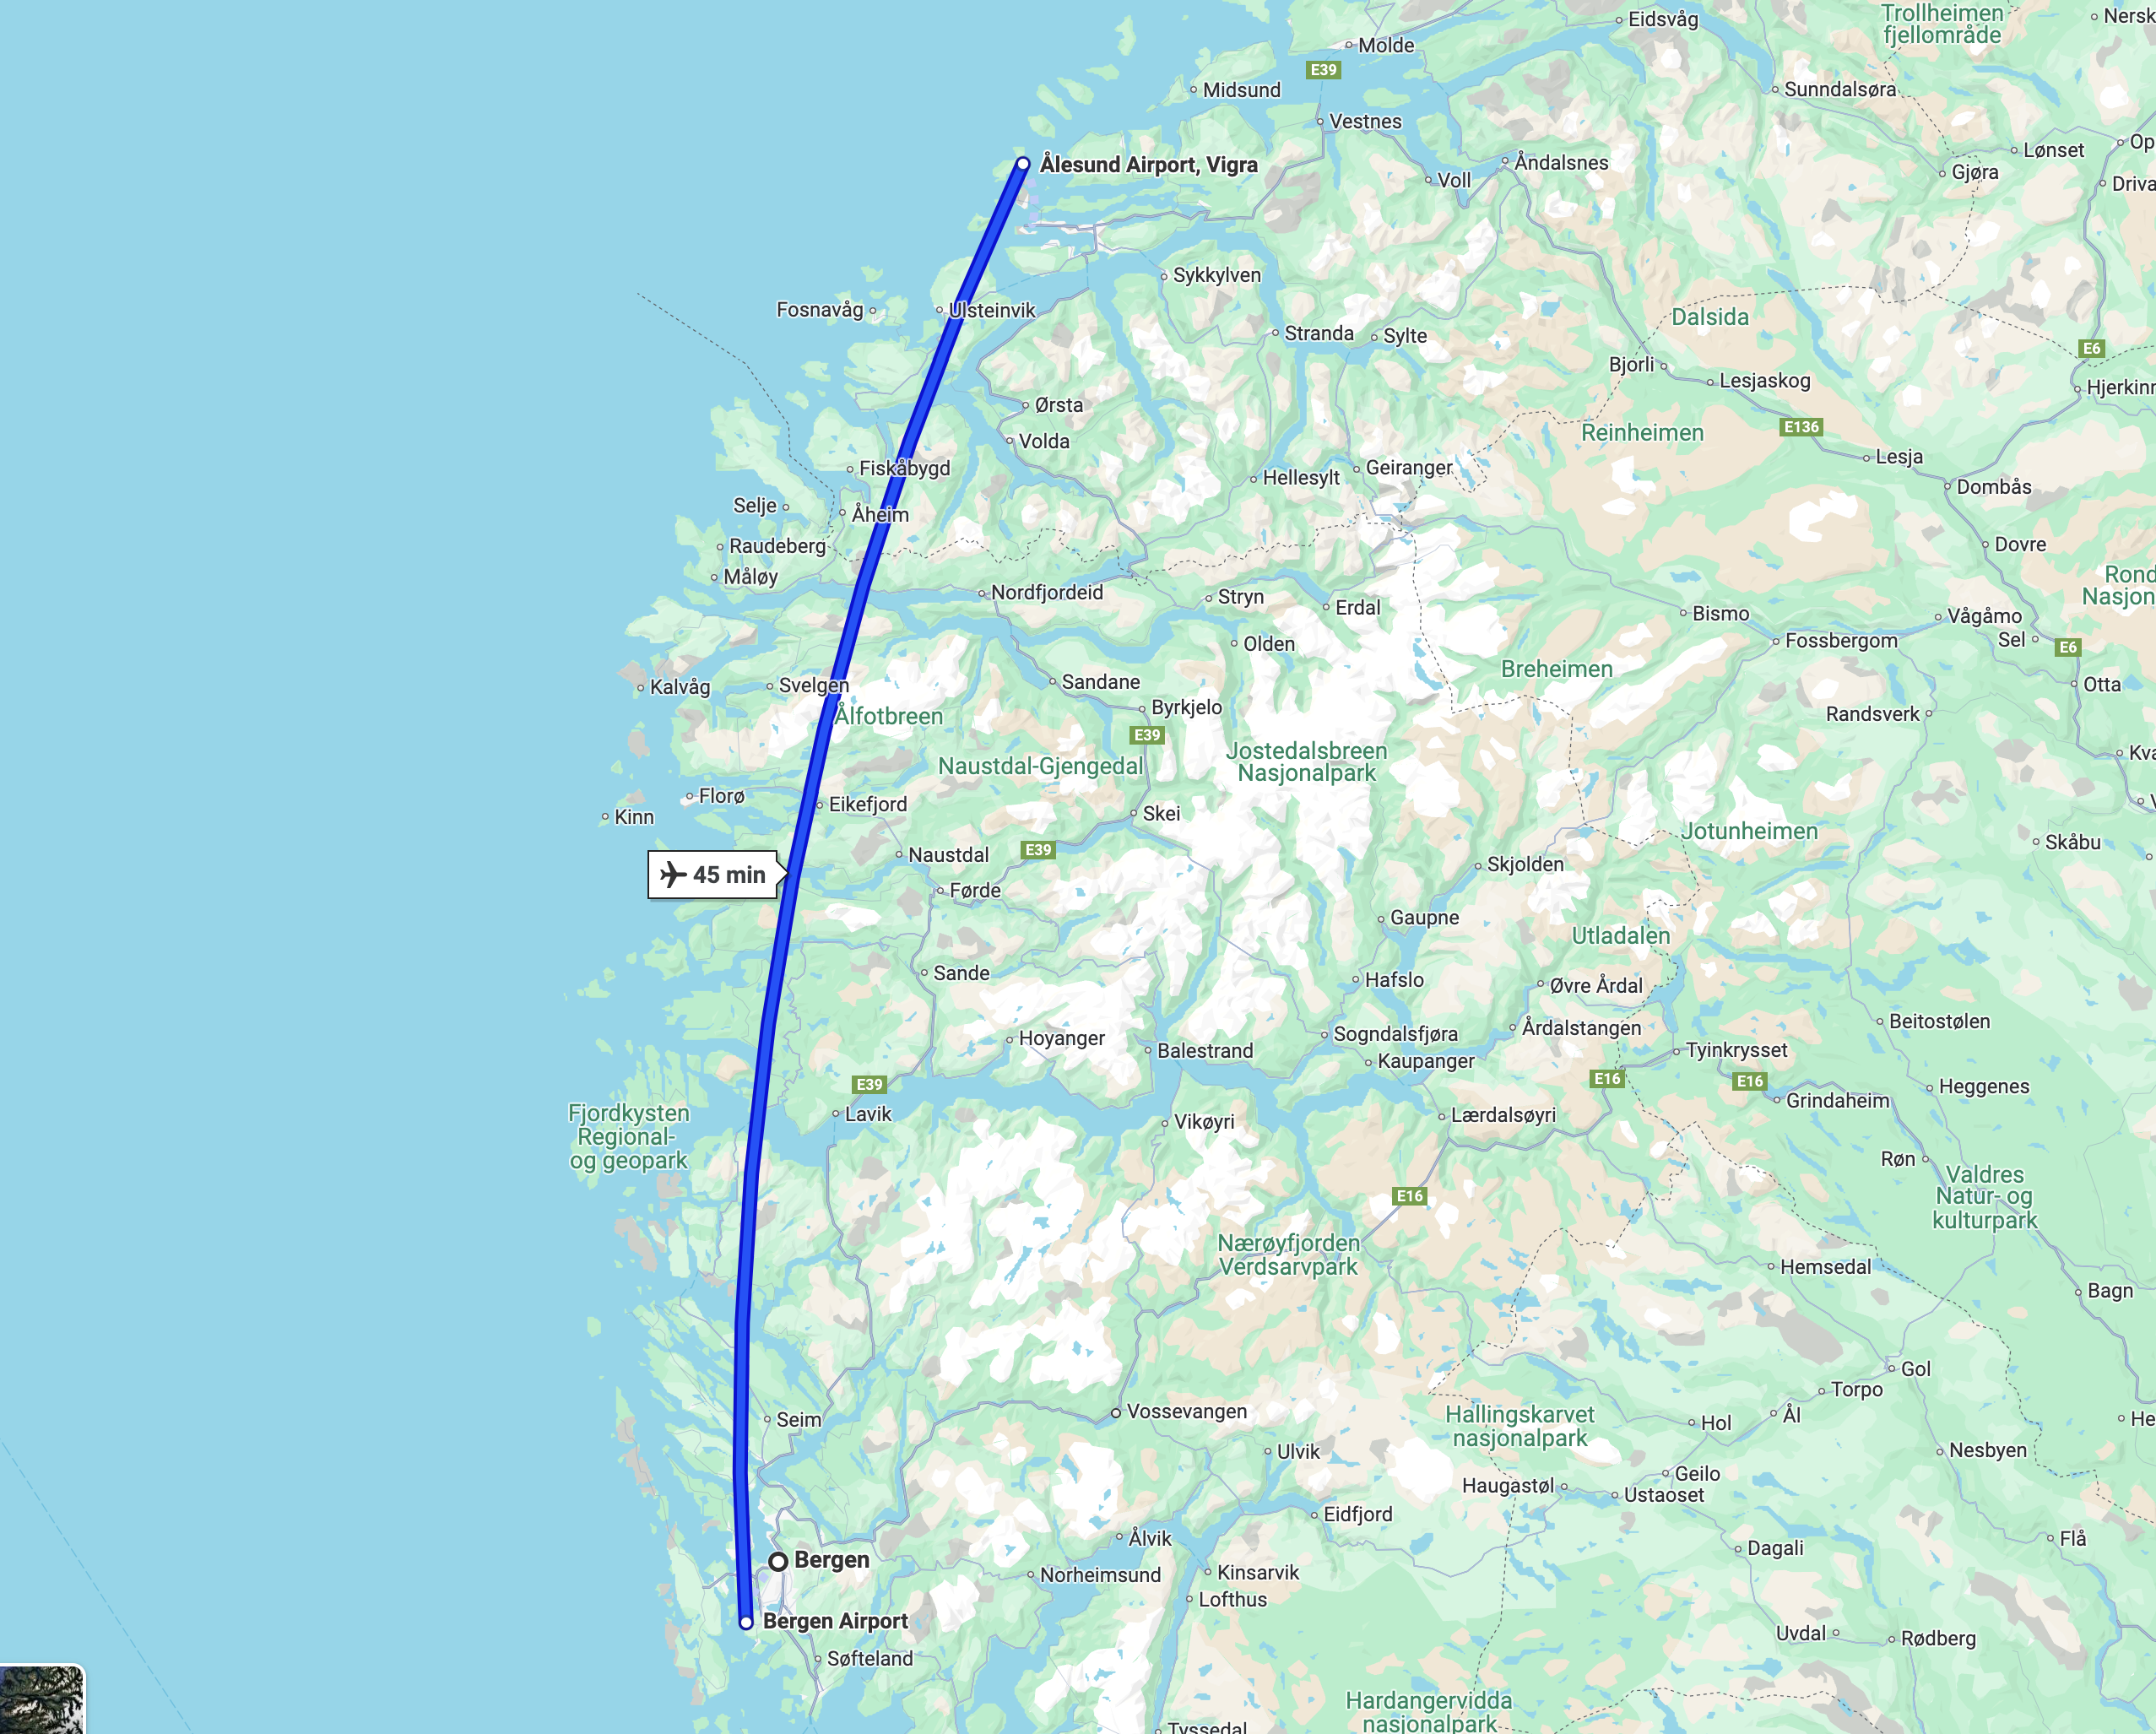 Eidsvåg
Trollheimen
fjellområde
Molde
E39
Midsund
Sunndalsøra
Vestnes
Ålesund Airport, Vigra
Åndalsnes
Voll
Lønset
Gjøra
Sykkylven
Fosnavåg
Ulsteinvik
Stranda
Sylte
Dalsida
E6
Bjorli
Lesjaskog
Ørsta
Volda
Reinheimen
E136
Fiskåbygd
Geiranger
Hellesylt
Lesja
Dombås
Selje
Åheim
Raudeberg
Måløy
Dovre
Nordfjordeid
Stryn
Erdal
Bismo
Vågåmo
Fossbergom
Sel
E6
Olden
Breheimen
Kalvåg
Svelgen
Sandane
Otta
Ålfotbreen
Byrkjelo
Randsverk
E39
Naustdal-Gjengedal
Jostedalsbreen
Nasjonalpark
Florø
Eikefjord
Kinn
Skei
Jotunheimen
Skåbu
E39
Naustdal
45 min
Førde
Skjolden
Gaupne
Utladalen
Sande
Hafslo
Øvre Årdal
Hoyanger
Balestrand
Sogndalsfjøra
Kaupanger
Årdalstangen
Beitostølen
Tyinkrysset
E39
E16
E16
Heggenes
Grindaheim
Lavik
Fjordkysten
Regional-
og geopark
Vikøyri
Lærdalsøyri
Røn
Valdres
Natur- og
kulturpark
E16
Nærøyfjorden
Verdsarvpark
Hemsedal
Bagn
Gol
Torpo
Ål
Hol
Seim
Vossevangen
Hallingskarvet
nasjonalpark
Ulvik
Nesbyen
Geilo
Haugastøl
Ustaoset
Eidfjord
Ålvik
Flå
Dagali
Bergen
Norheimsund
Kinsarvik
Lofthus
Bergen Airport
Søfteland
Uvdal
Rødberg
Hardangervidda
nasjonalpark
Tyssedal
Nersk
Op
Driva
Hjerkinn
Rond
Nasjon
Kva
He